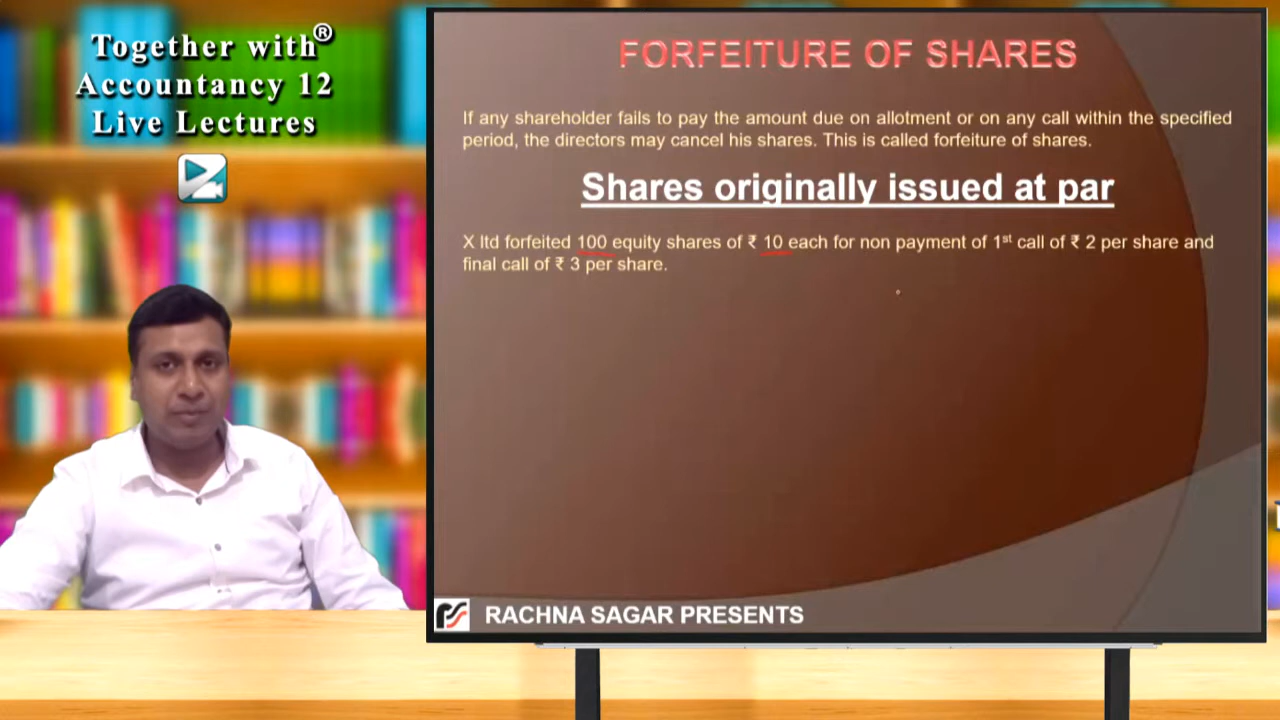 Together with®
Accountancy 12
Live Lectures
FORFEITURE OF SHARES
If any shareholder fails to pay the amount due on allotment or on any call within the specified
period, the directors may cancel his shares. This is called forfeiture of shares.
Shares originally issued at par
X ltd forfeited 100 equity shares of ₹ 10 each for non payment of 1st call of ₹ 2 per share and
final call of ₹ 3 per share.
RACHNA SAGAR PRESENTS